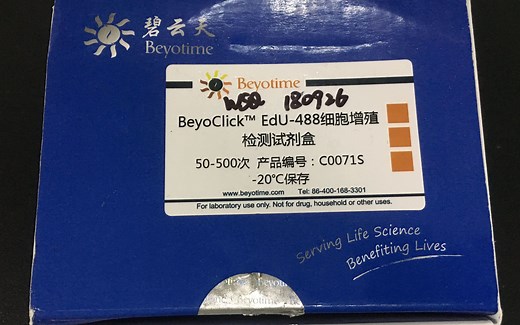 碧云天
Beyotime
Beyotime
180926
BeyoClick™ EdU-488细胞增殖
检测试剂盒
50-500次 产品编号：C0071S
-20℃保存
www.beyotime.com Tel: 86-400-168-3301
For laboratory use only. Not for drug, household or other uses.
Serving Life Science
Benefiting Lives
Beyotime